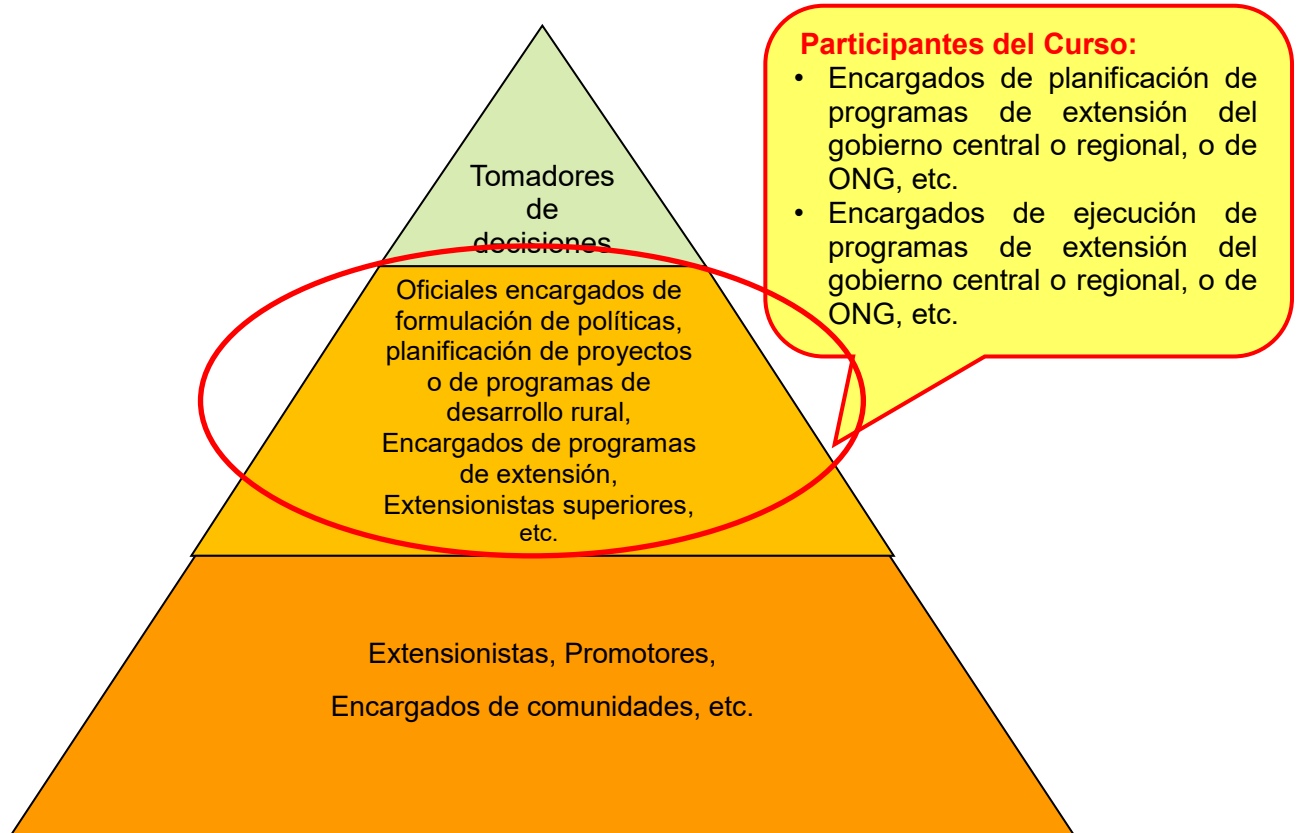 Participantes del Curso:
• Encargados de planificación de
programas de extensión del
gobierno central o regional, o de
ONG, etc.
• Encargados de ejecución de
programas de extensión del
gobierno central o regional, o de
ONG, etc.
Tomadores
de
decisiones
Oficiales encargados de
formulación de políticas,
planificación de proyectos
o de programas de
desarrollo rural,
Encargados de programas
de extensión,
Extensionistas superiores,
etc.
Extensionistas, Promotores,
Encargados de comunidades, etc.